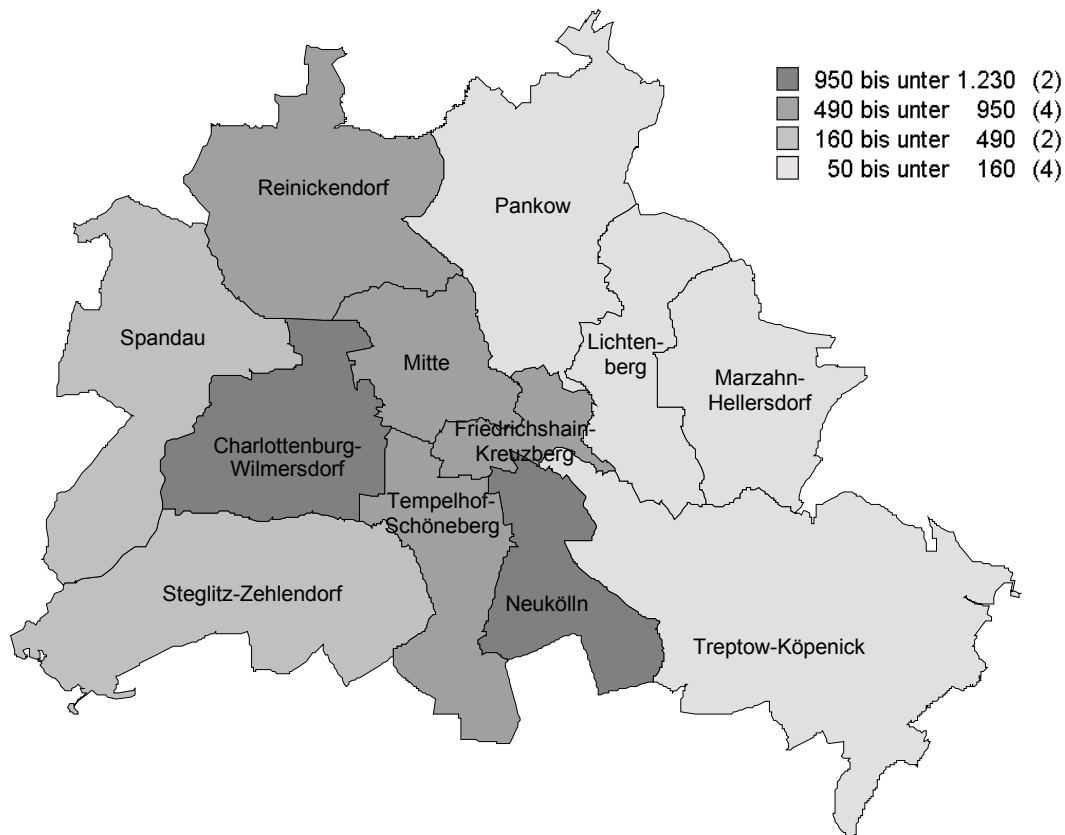 950 bis unter 1.230 (2)
490 bis unter 950 (4)
160 bis unter 490 (2)
50 bis unter 160 (4)
Reinickendorf
Pankow
Spandau
Mitte
Lichten-
berg
Marzahn-
Hellersdorf
Charlottenburg-
Wilmersdorf
Friedrichshain-
Kreuzberg
Tempelhof-
Schöneberg
Steglitz-Zehlendorf
Neukölln
Treptow-Köpenick